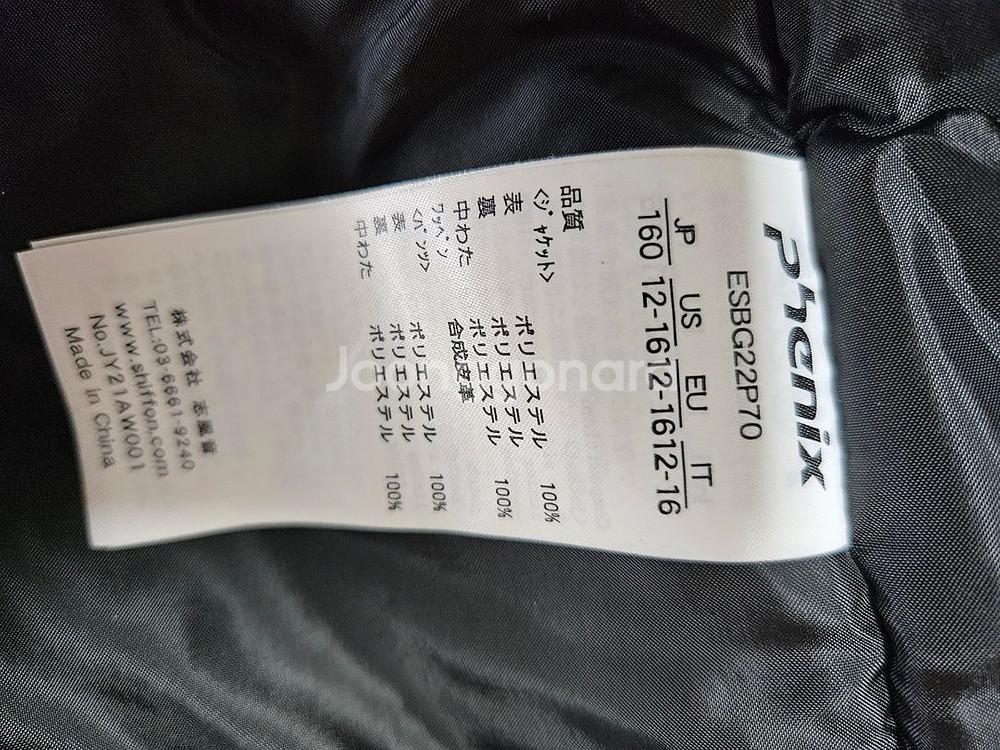 Phenix
ESBG22P70
JP US EU IT
160 12-16 12-16 12-16
品質
<ジャケット>
表 ポリエステル 100%
裏 ポリエステル
中わた ポリエステル 100%
ワッペン 合成皮革
<パンツ>
表 ポリエステル 100%
裏 ポリエステル
中わた ポリエステル 100%
株式会社 志風音
TEL:03-6661-9240
www.shiffon.com
No.JY21AW001
Made in China